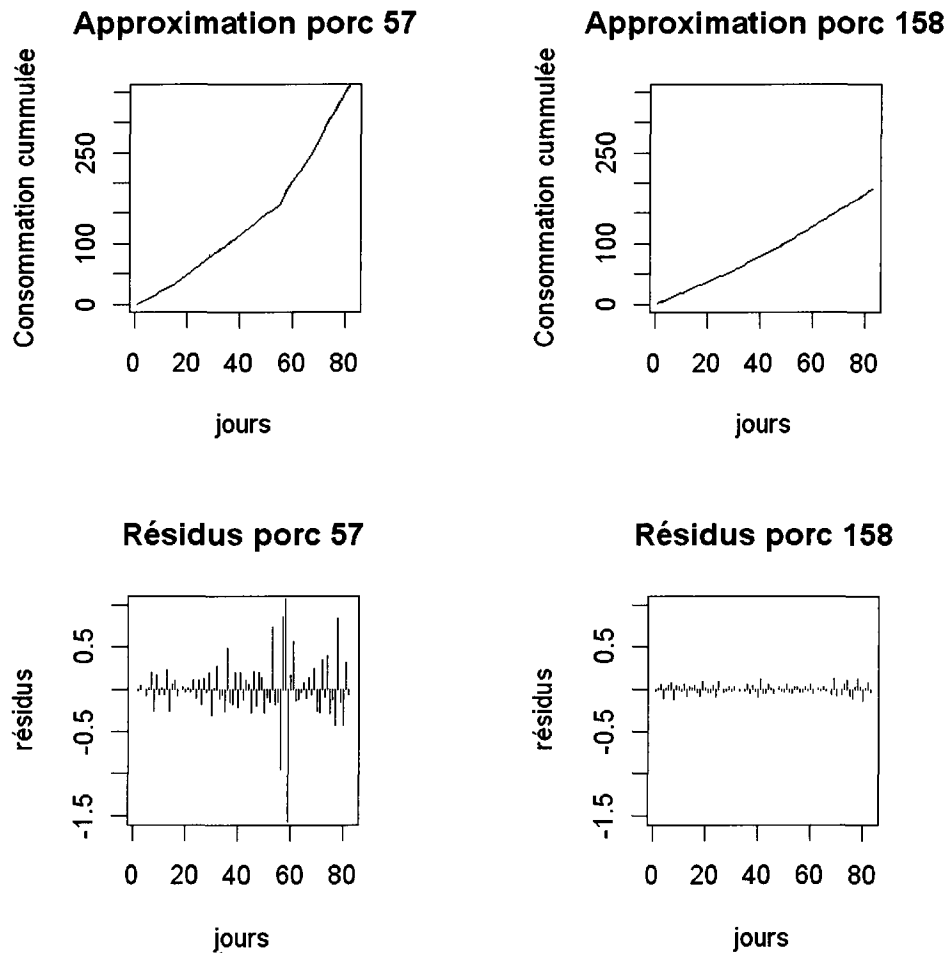 Approximation porc 57
Consommation cummulée
0 100 250
0 20 40 60 80
jours
Approximation porc 158
Consommation cummulée
0 100 250
0 20 40 60 80
jours
Résidus porc 57
résidus
-1.5 -0.5 0.5
0 20 40 60 80
jours
Résidus porc 158
résidus
-1.5 -0.5 0.5
0 20 40 60 80
jours